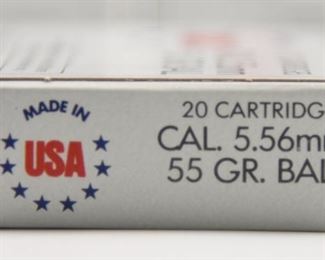 MADE IN
USA
20 CARTRIDG
CAL. 5.56m
55 GR. BAL